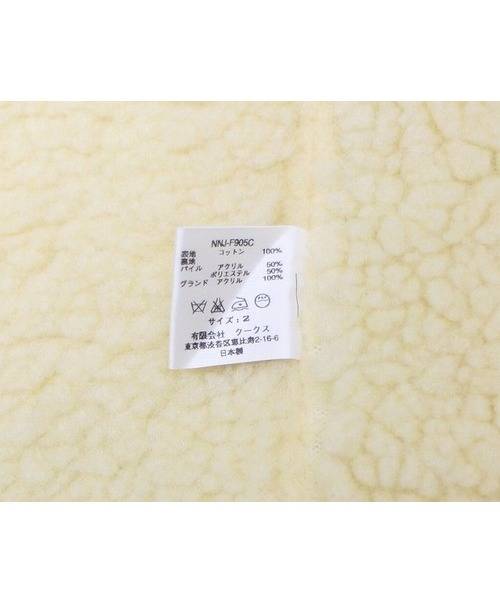 NNJ-F905C
表地 コットン 100%
裏地
パイル アクリル 50%
ポリエステル 50%
グランド アクリル 100%
サイズ:2
有限会社 クークス
東京都渋谷区恵比寿2-16-6
日本製